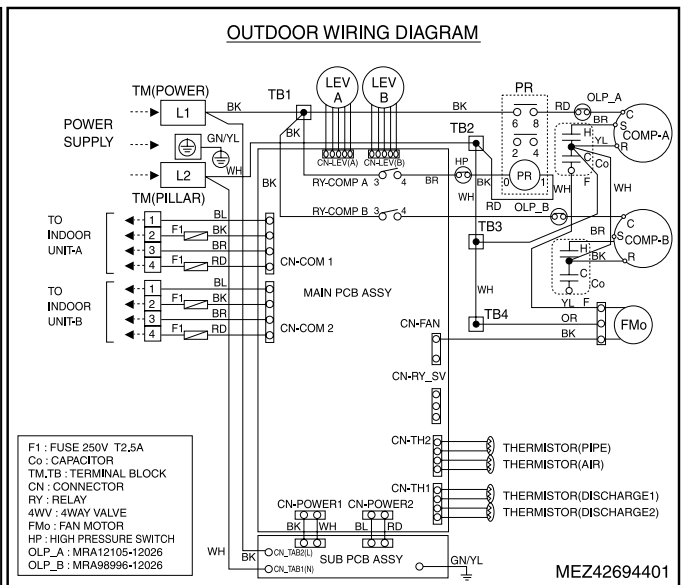 OUTDOOR WIRING DIAGRAM
TM(POWER)
L1
BK
TB1
LEV A
LEV B
PR
OLP_A
POWER SUPPLY
GN/YL
L2
WH
TM(PILLAR)
BK
BK
CN-LEV(A)
CN-LEV(B)
BK
TB2
6 8
2 4
0 PR 1
RD
BR
YL
C
S
R
COMP-A
H
C
F
Co
RY-COMP A 3 4
BR
HP
BK
WH
WH
WH
RY-COMP B 3 4
RD
OLP_B
TB3
BR
BK
C
S
R
COMP-B
H
C
Co
TO INDOOR UNIT-A
1 BL
2 F1 BK
3 BR
4 F1 RD
CN-COM 1
TO INDOOR UNIT-B
1 BL
2 F1 BK
3 BR
4 F1 RD
CN-COM 2
MAIN PCB ASSY
WH
TB4
YL F
OR
BK
FMo
CN-FAN
CN-RY_SV
CN-TH2
THERMISTOR(PIPE)
THERMISTOR(AIR)
CN-TH1
THERMISTOR(DISCHARGE1)
THERMISTOR(DISCHARGE2)
CN-POWER1
CN-POWER2
BK WH
BL RD
WH
BK
CN_TAB2(L)
CN_TAB1(N)
SUB PCB ASSY
GN/YL
F1 : FUSE 250V T2.5A
Co : CAPACITOR
TM.TB : TERMINAL BLOCK
CN : CONNECTOR
RY : RELAY
4WV : 4WAY VALVE
FMo : FAN MOTOR
HP : HIGH PRESSURE SWITCH
OLP_A : MRA12105-12026
OLP_B : MRA98996-12026
MEZ42694401